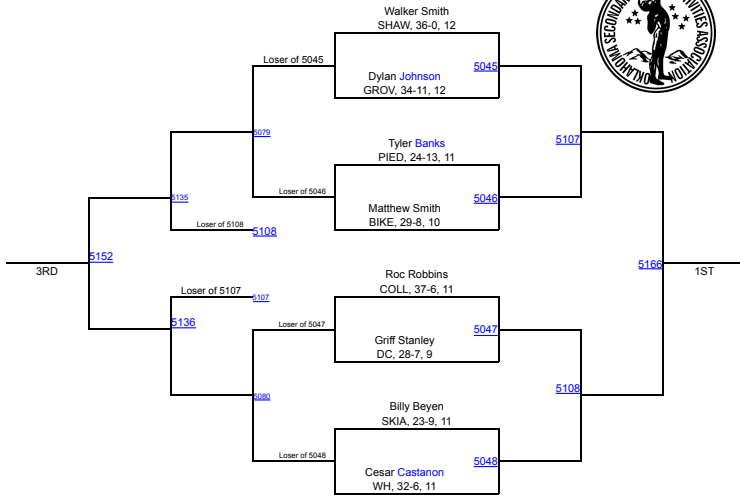 Walker Smith
SHAW, 36-0, 12
OKLAHOMA SECONDARY
ACTIVITIES ASSOCIATION
Loser of 5045
5045
Dylan Johnson
GROV, 34-11, 12
5079
5107
Tyler Banks
PIED, 24-13, 11
Loser of 5046
5046
5135
Matthew Smith
BIKE, 29-8, 10
Loser of 5108
5108
5152
5166
3RD
1ST
Roc Robbins
COLL, 37-6, 11
Loser of 5107
5107
5136
Loser of 5047
5047
Griff Stanley
DC, 28-7, 9
5108
5080
Billy Beyen
SKIA, 23-9, 11
Loser of 5048
5048
Cesar Castanon
WH, 32-6, 11